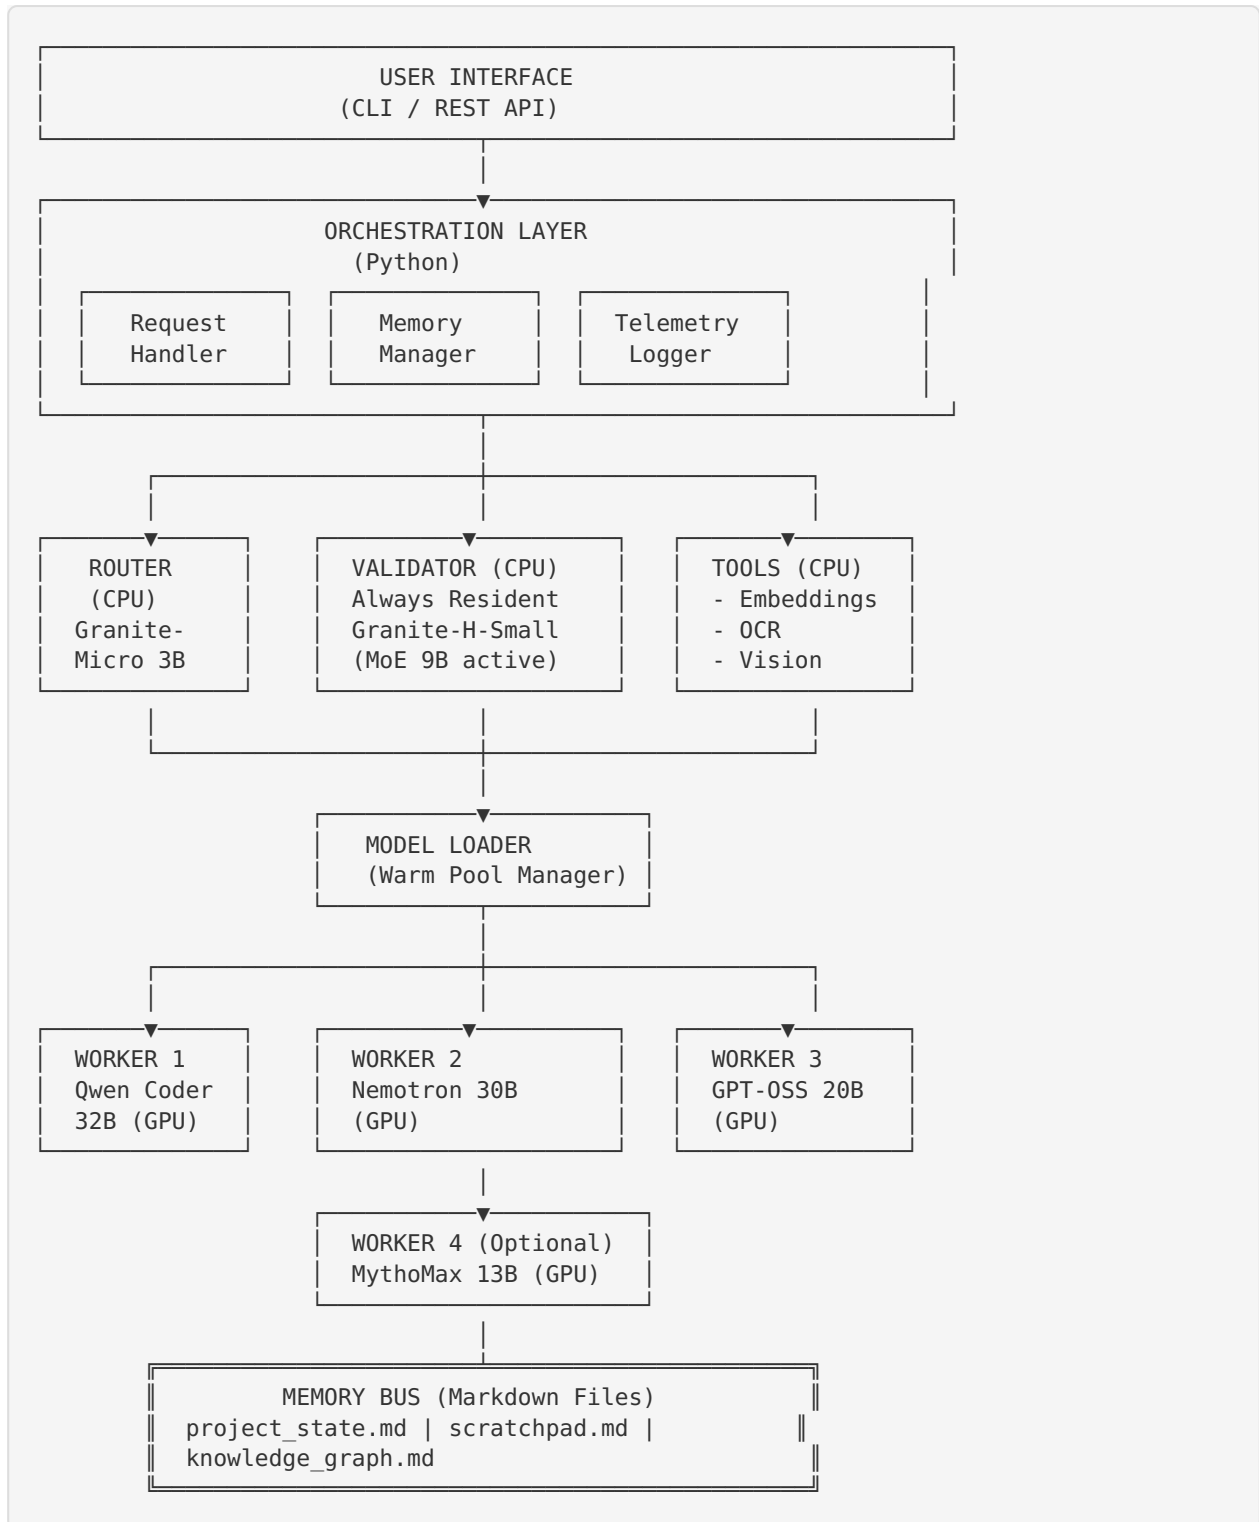 USER INTERFACE
(CLI / REST API)
ORCHESTRATION LAYER
(Python)
Request Handler
Memory Manager
Telemetry Logger
ROUTER
(CPU)
Granite-
Micro 3B
VALIDATOR (CPU)
Always Resident
Granite-H-Small
(MoE 9B active)
TOOLS (CPU)
- Embeddings
- OCR
- Vision
MODEL LOADER
(Warm Pool Manager)
WORKER 1
Qwen Coder
32B (GPU)
WORKER 2
Nemotron 30B
(GPU)
WORKER 3
GPT-OSS 20B
(GPU)
WORKER 4 (Optional)
MythoMax 13B (GPU)
MEMORY BUS (Markdown Files)
project_state.md | scratchpad.md |
knowledge_graph.md